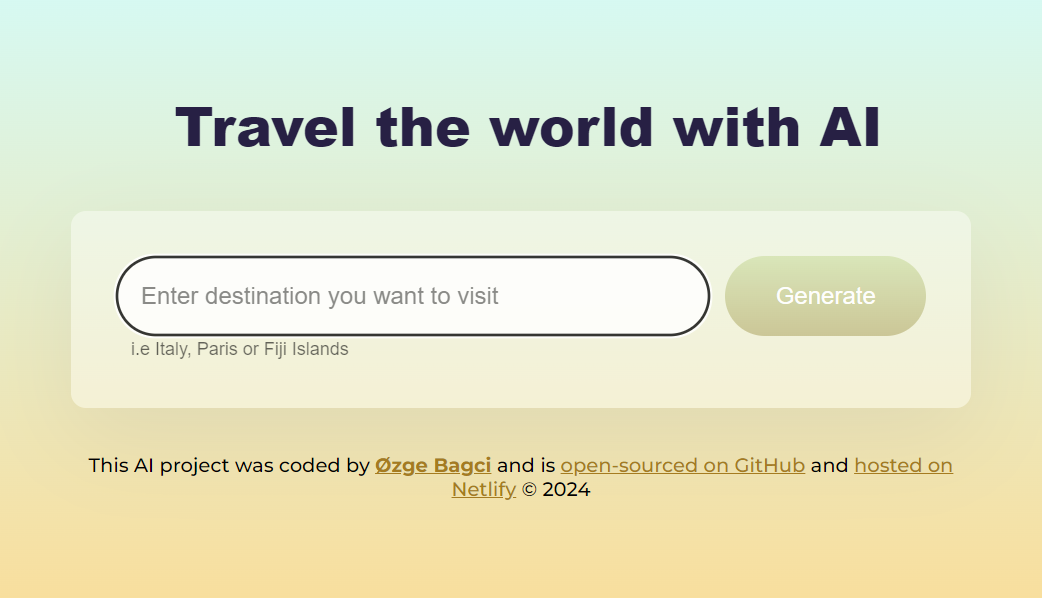 Travel the world with AI
Enter destination you want to visit
Generate
i.e Italy, Paris or Fiji Islands
This AI project was coded by Øzge Bagci and is open-sourced on GitHub and hosted on
Netlify © 2024